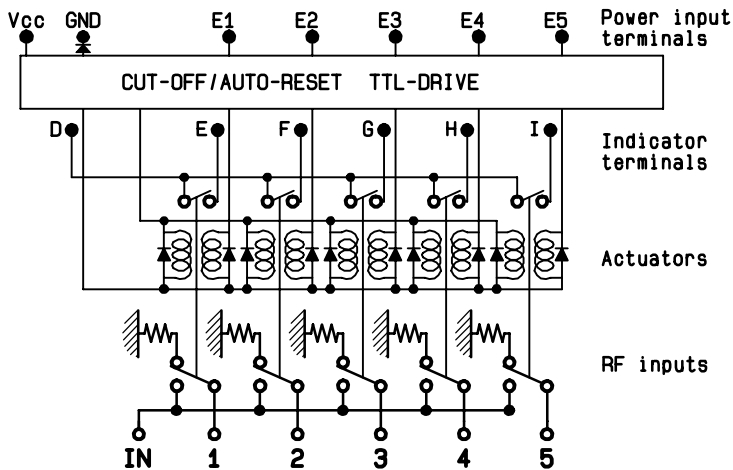 Vcc GND E1 E2 E3 E4 E5 Power input
terminals
CUT-OFF/AUTO-RESET TTL-DRIVE
D E F G H I Indicator
terminals
Actuators
RF inputs
IN 1 2 3 4 5